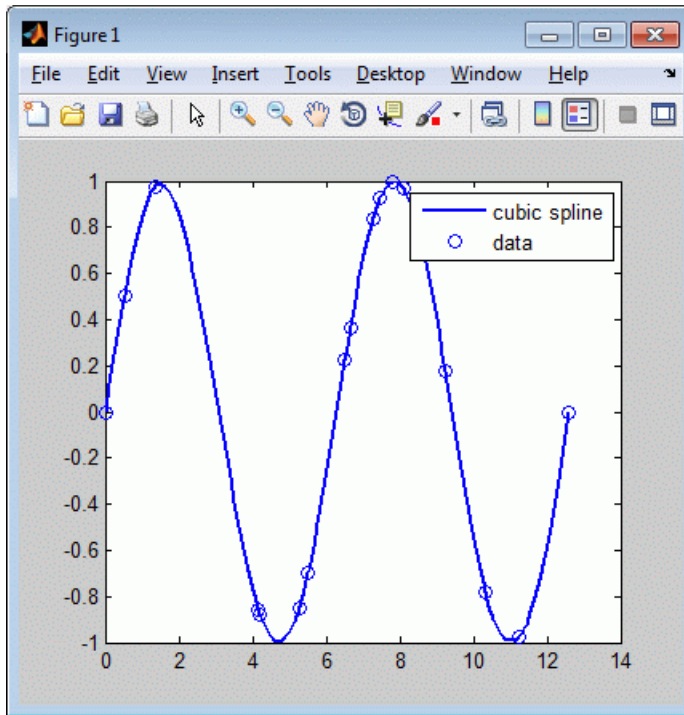 Figure 1
File Edit View Insert Tools Desktop Window Help
1
0.8
0.6
0.4
0.2
0
-0.2
-0.4
-0.6
-0.8
-1
0 2 4 6 8 10 12 14
cubic spline
data